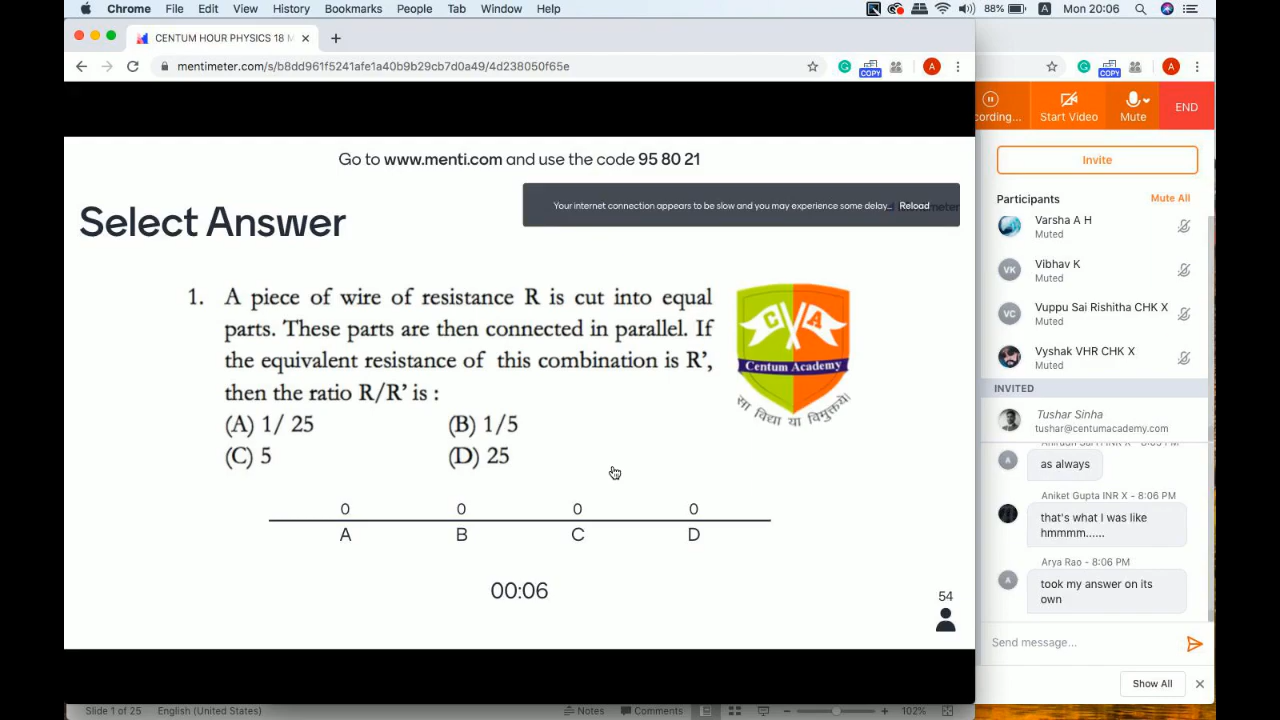 Chrome File Edit View History Bookmarks People Tab Window Help
88% A Mon 20:06
CENTUM HOUR PHYSICS 18 M
mentimeter.com/s/b8dd961f5241afe1a40b9b29cb7d0a49/4d238050f65e
COPY A
COPY A
Go to www.menti.com and use the code 95 80 21
Your internet connection appears to be slow and you may experience some delay... Reload
Select Answer
1. A piece of wire of resistance R is cut into equal
parts. These parts are then connected in parallel. If
the equivalent resistance of this combination is R’,
then the ratio R/R’ is :
(A) 1/ 25 (B) 1/5
(C) 5 (D) 25
C A
Centum Academy
सा विद्या या विमुक्तये।
0 0 0 0
A B C D
00:06
54
cording... Start Video Mute END
Invite
Participants Mute All
Varsha A H
Muted
VK Vibhav K
Muted
VC Vuppu Sai Rishitha CHK X
Muted
Vyshak VHR CHK X
Muted
INVITED
Tushar Sinha
tushar@centumacademy.com
A as always
Aniket Gupta INR X - 8:06 PM
that's what I was like
hmmmm......
Arya Rao - 8:06 PM
A took my answer on its
own
Send message...
Show All
Slide 1 of 25 English (United States) Notes Comments 102%